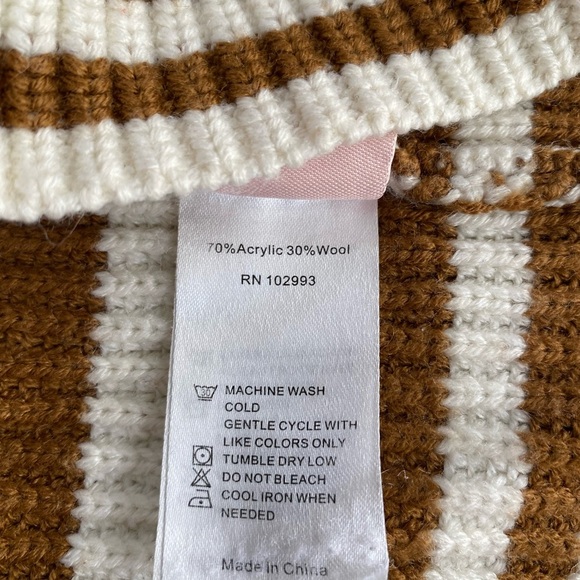 70%Acrylic 30%Wool
RN 102993
30
MACHINE WASH
COLD
GENTLE CYCLE WITH
LIKE COLORS ONLY
TUMBLE DRY LOW
DO NOT BLEACH
COOL IRON WHEN
NEEDED
Made in China